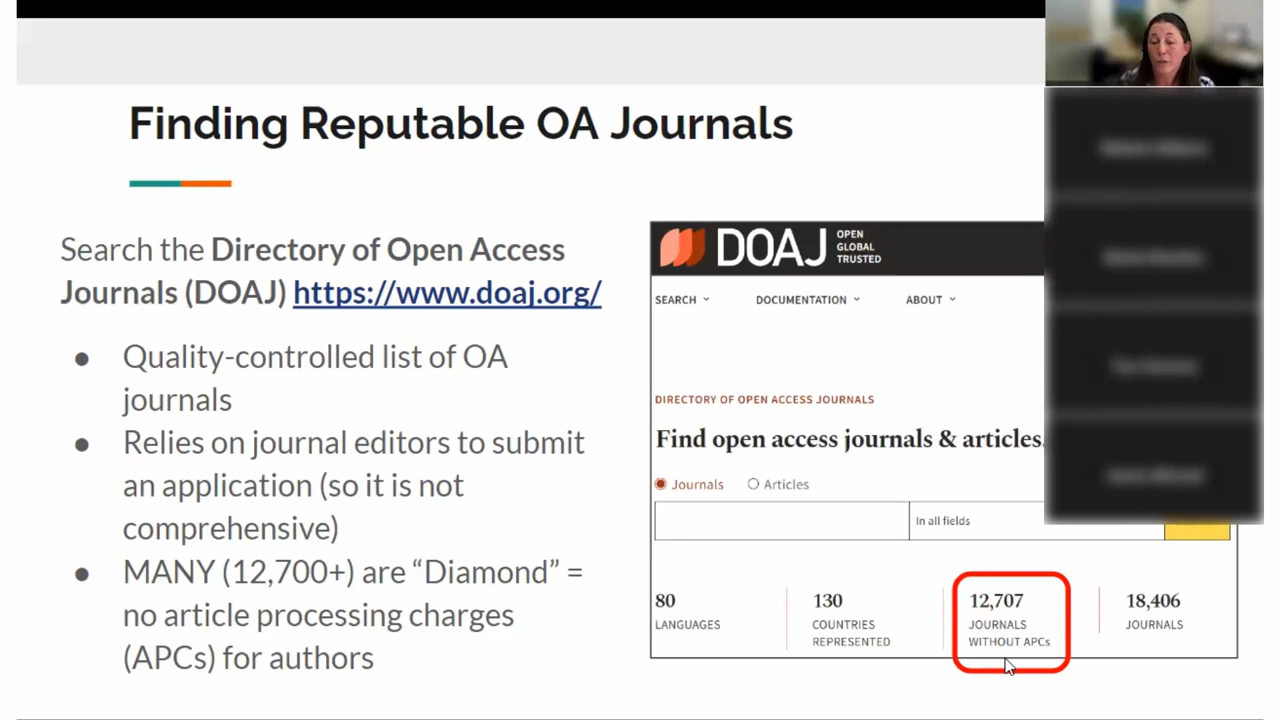 Finding Reputable OA Journals
Search the Directory of Open Access
Journals (DOAJ) https://www.doaj.org/
● Quality-controlled list of OA
journals
● Relies on journal editors to submit
an application (so it is not
comprehensive)
● MANY (12,700+) are “Diamond” =
no article processing charges
(APCs) for authors
DOAJ
OPEN
GLOBAL
TRUSTED
SEARCH
DOCUMENTATION
ABOUT
DIRECTORY OF OPEN ACCESS JOURNALS
Find open access journals & articles.
Journals
Articles
In all fields
80
LANGUAGES
130
COUNTRIES
REPRESENTED
12,707
JOURNALS
WITHOUT APCs
18,406
JOURNALS